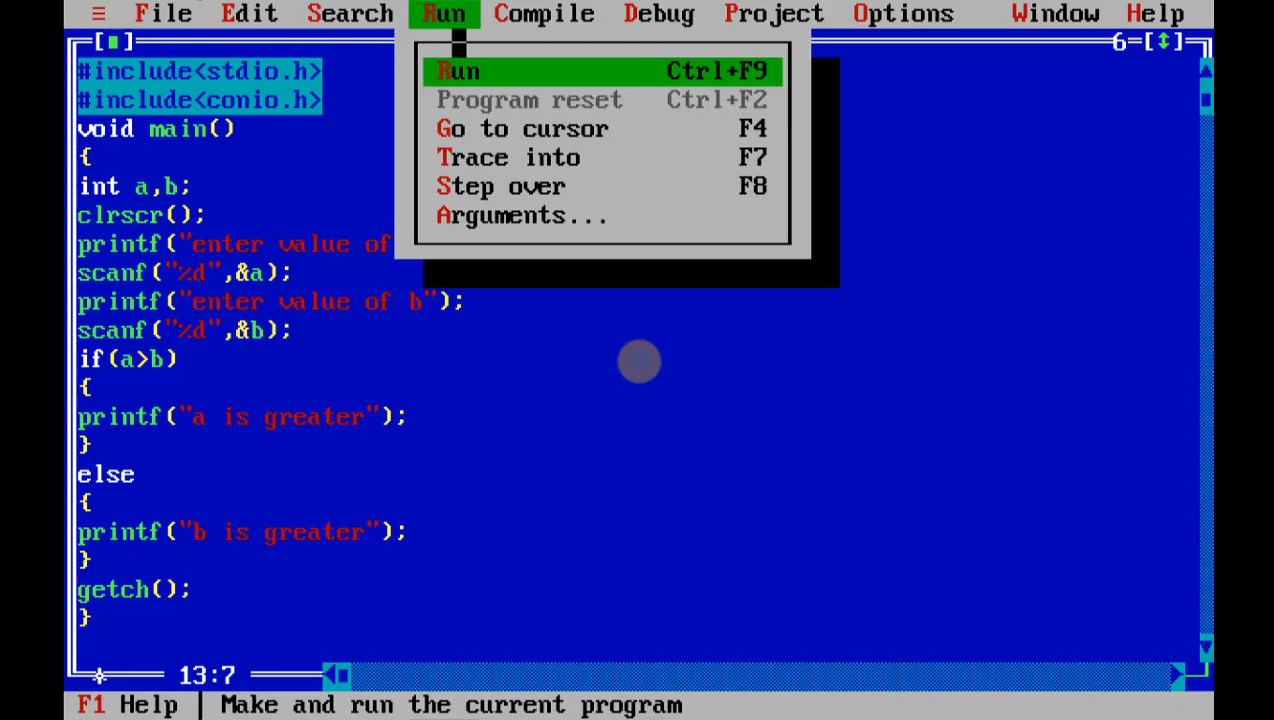 ≡ File Edit Search Run Compile Debug Project Options Window Help
[■] 6=[↕]
Run Ctrl+F9
Program reset Ctrl+F2
Go to cursor F4
Trace into F7
Step over F8
Arguments...
#include<stdio.h>
#include<conio.h>
void main()
{
int a,b;
clrscr();
printf("enter value of
scanf("%d",&a);
printf("enter value of b");
scanf("%d",&b);
if(a>b)
{
printf("a is greater");
}
else
{
printf("b is greater");
}
getch();
}
13:7
F1 Help │ Make and run the current program